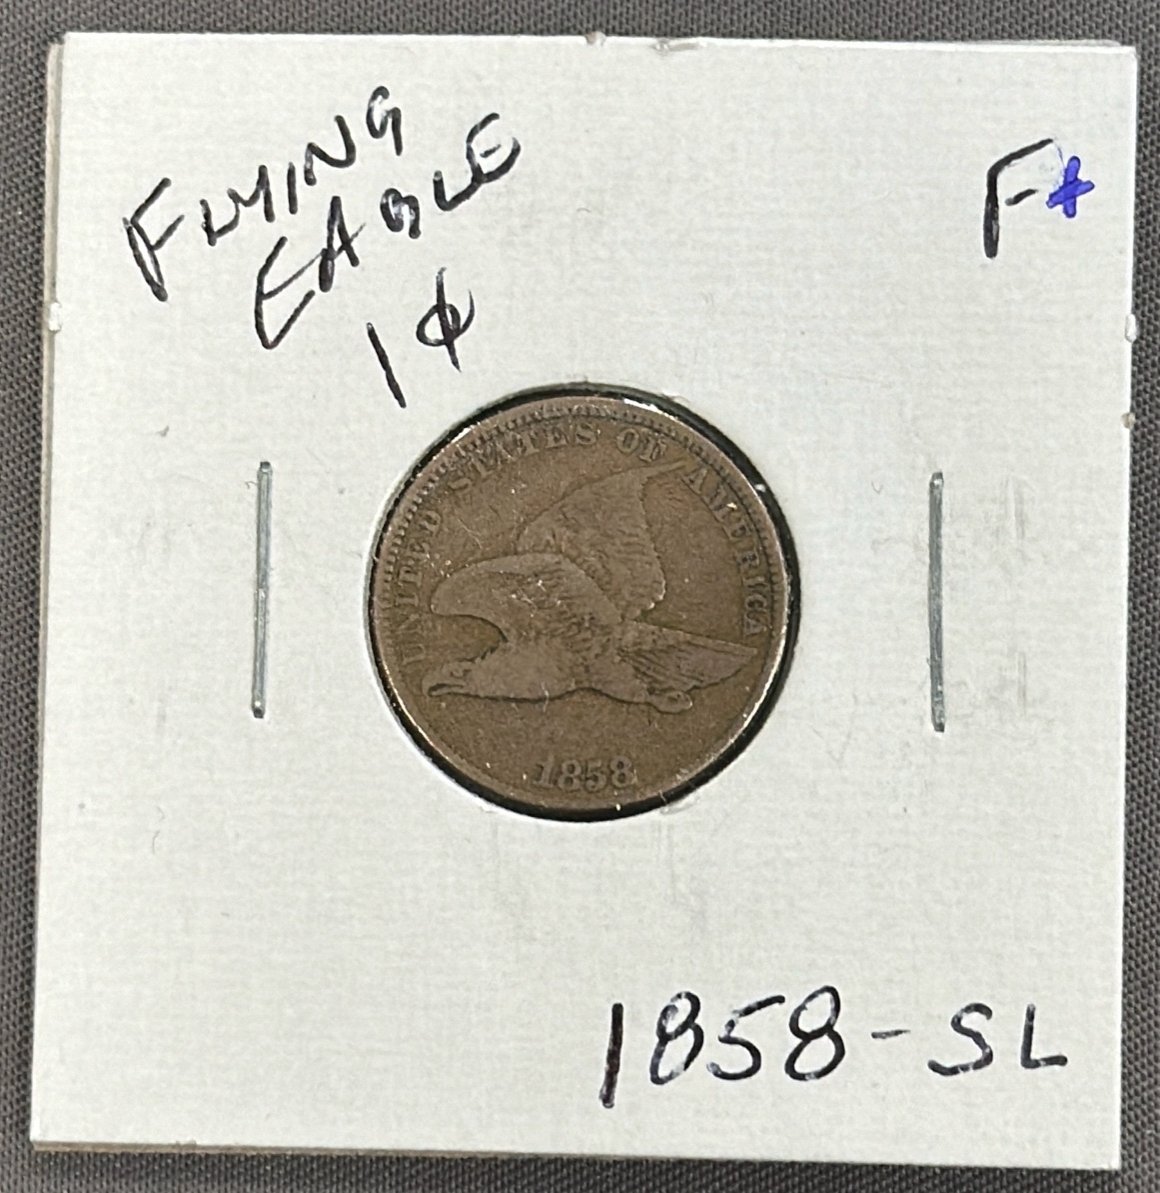 FLYING
EAGLE
1¢
F+
UNITED STATES OF AMERICA
1858
1858-SL